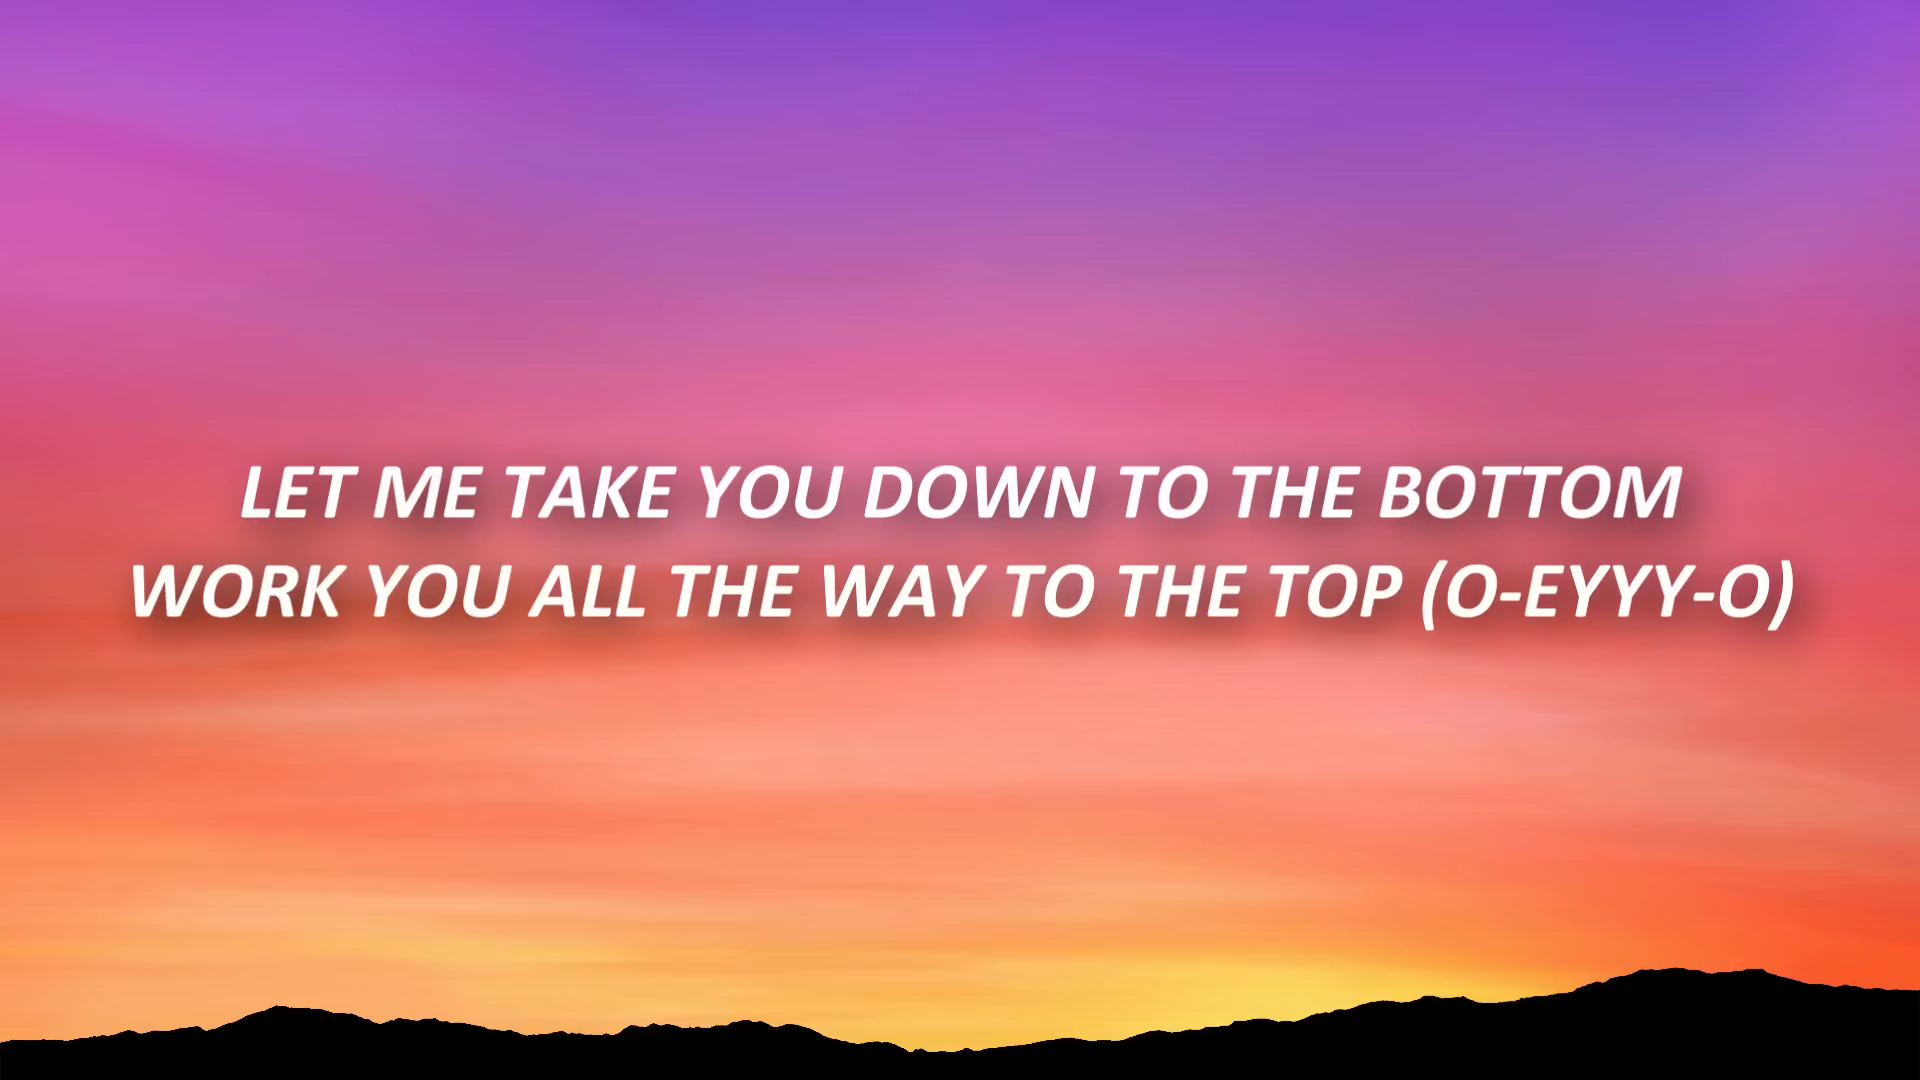 LET ME TAKE YOU DOWN TO THE BOTTOM
WORK YOU ALL THE WAY TO THE TOP (O-EYYY-O)